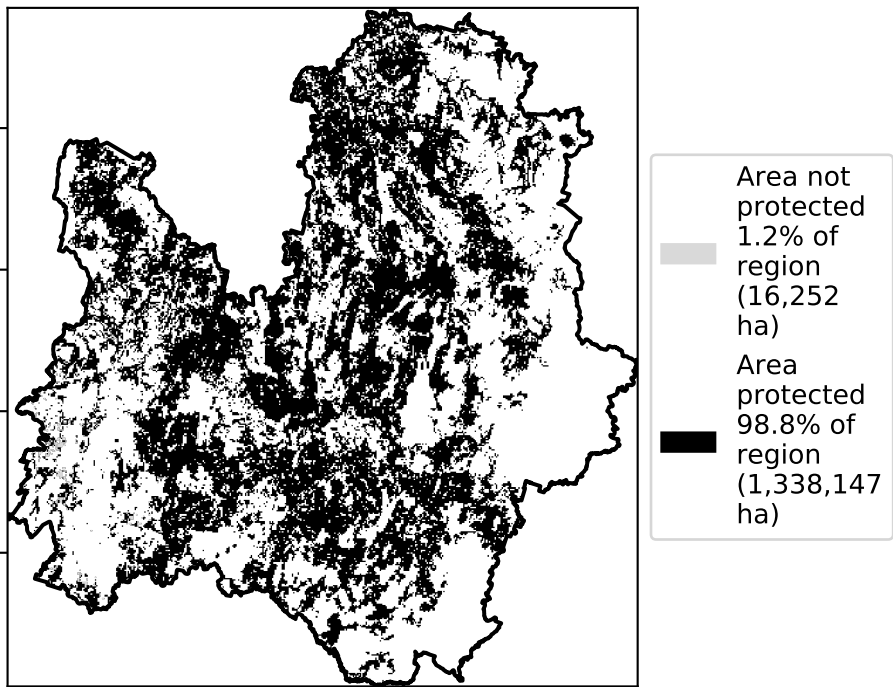 Area not
protected
1.2% of
region
(16,252
ha)
Area
protected
98.8% of
region
(1,338,147
ha)